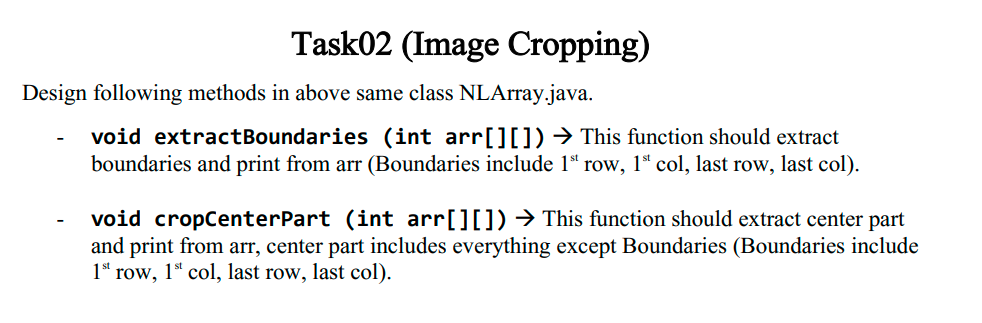 Task02 (Image Cropping)
Design following methods in above same class NLArray.java.
- void extractBoundaries (int arr[][]) → This function should extract
boundaries and print from arr (Boundaries include 1st row, 1st col, last row, last col).
- void cropCenterPart (int arr[][]) → This function should extract center part
and print from arr, center part includes everything except Boundaries (Boundaries include
1st row, 1st col, last row, last col).